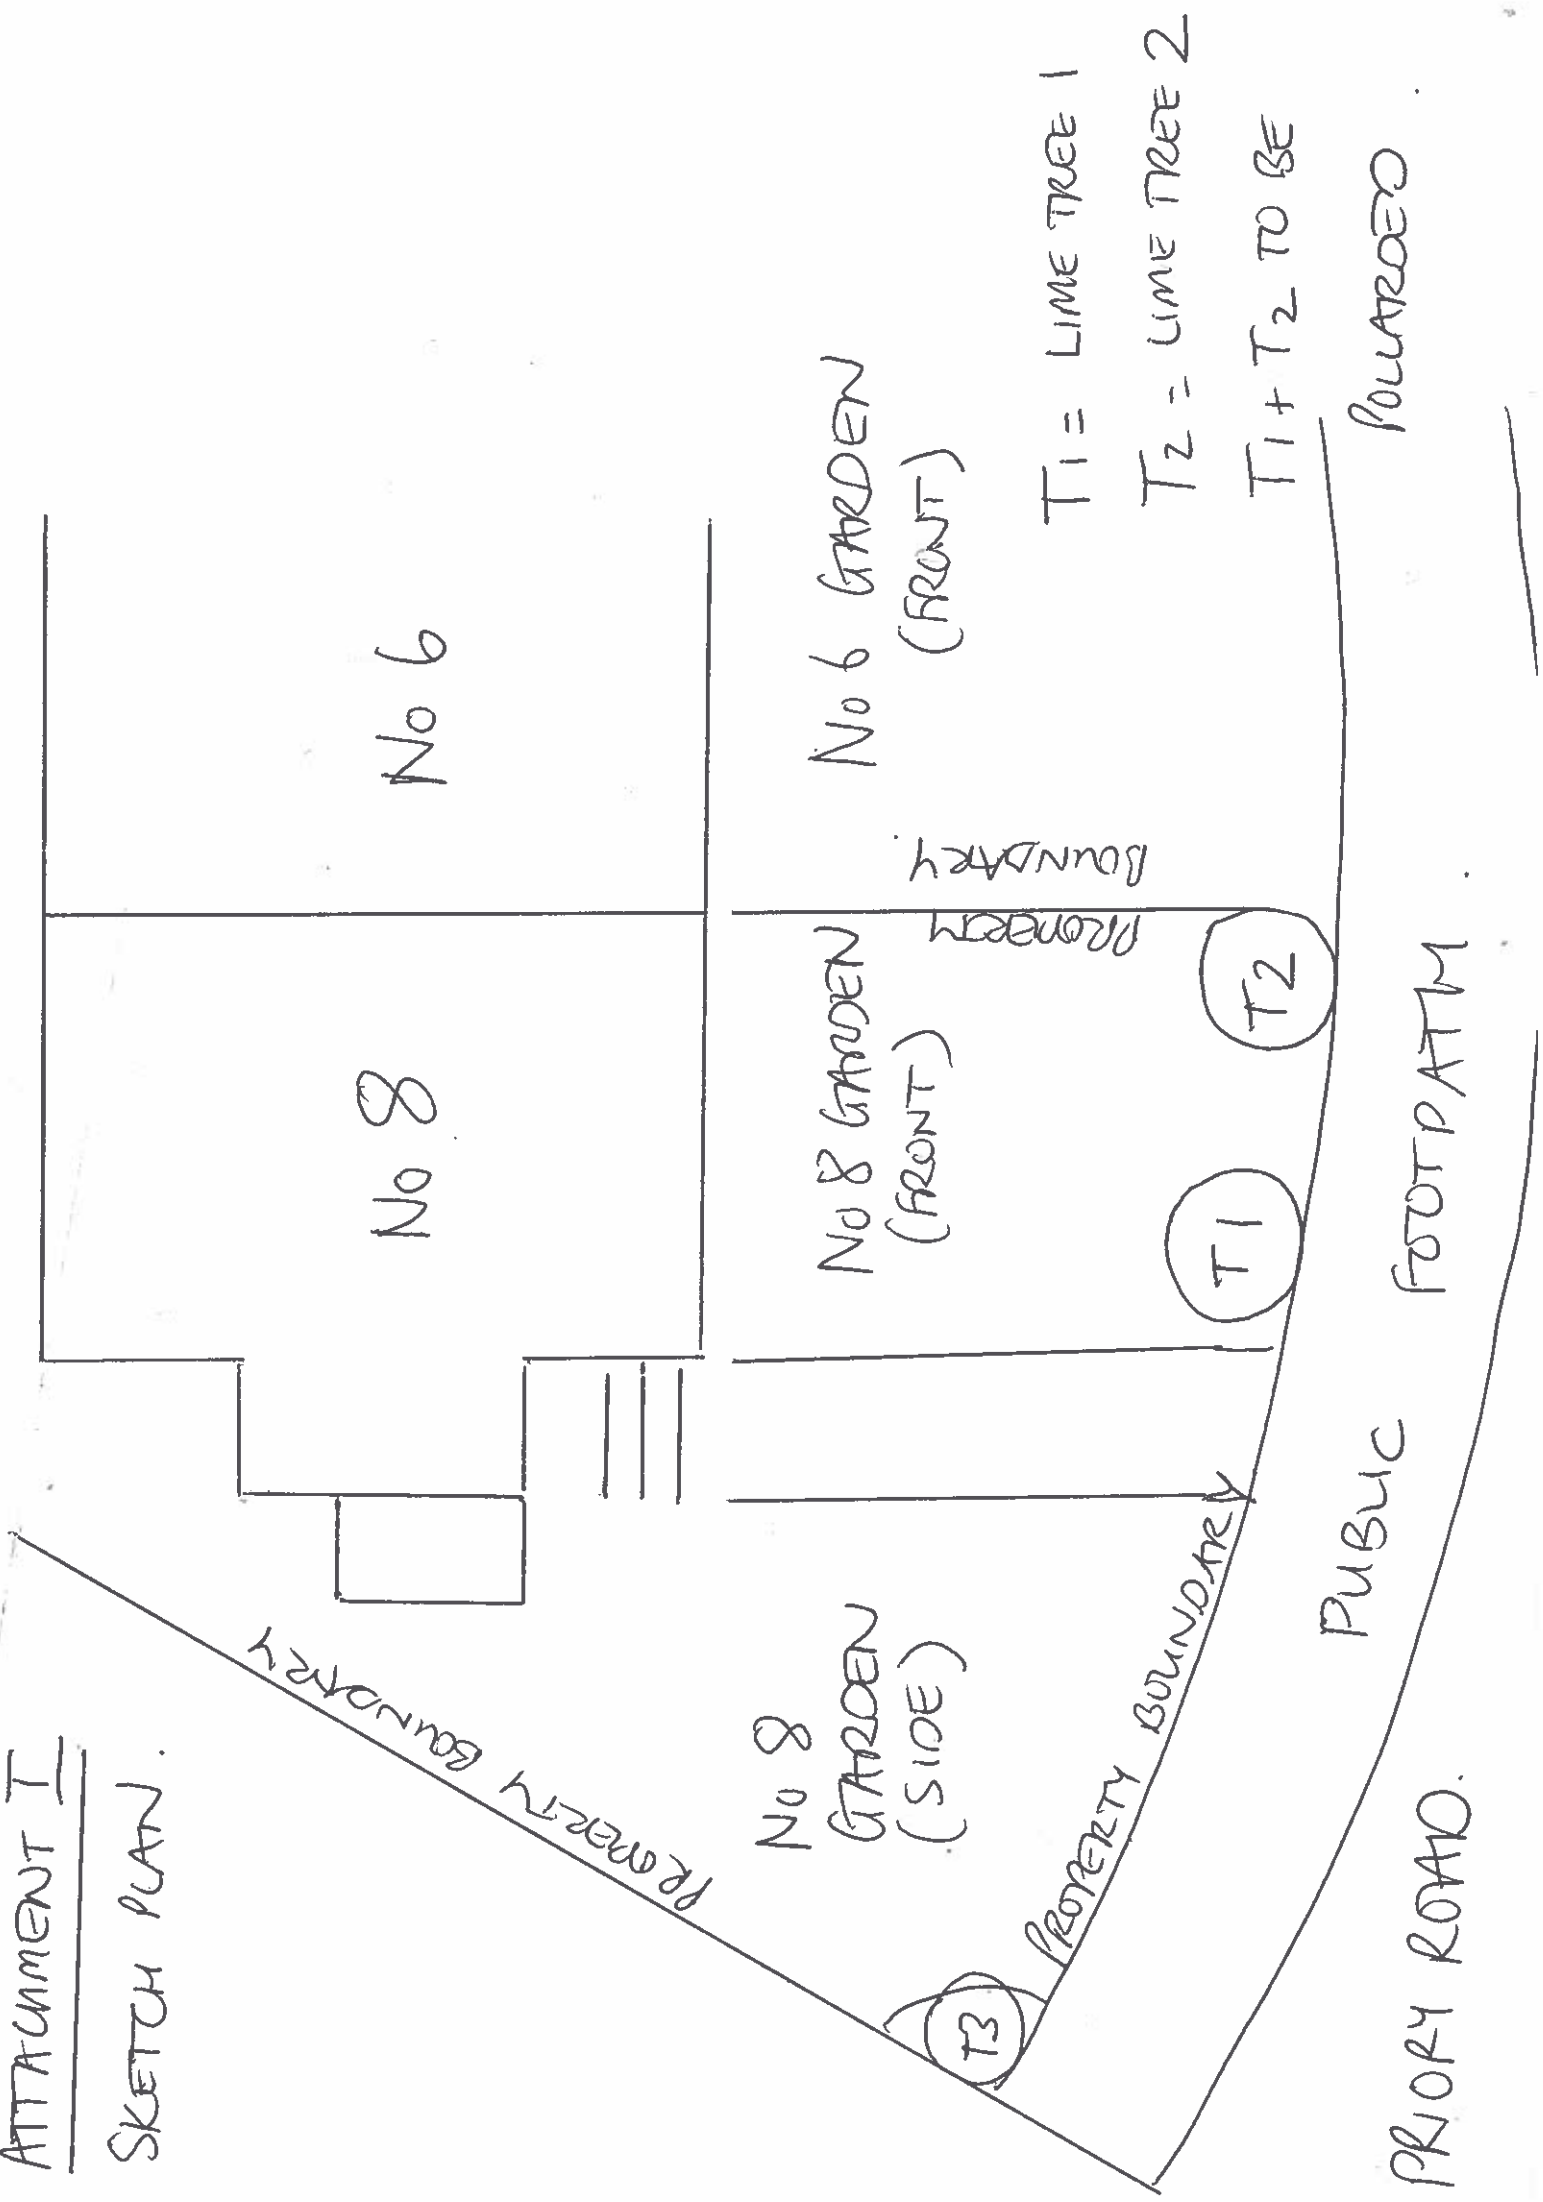 ATTACHMENT I
SKETCH PLAN.
No 8
No 6
PROPERTY BOUNDARY
No 8
GARDEN
(SIDE)
No 8 GARDEN
(FRONT)
PROPERTY
BOUNDARY
No 6 GARDEN
(FRONT)
T3
T1
T2
PROPERTY BOUNDARY
T1 = LIME TREE 1
T2 = LIME TREE 2
T1 + T2 TO BE
POLLARDED
PUBLIC FOOTPATH
PRIORY ROAD.